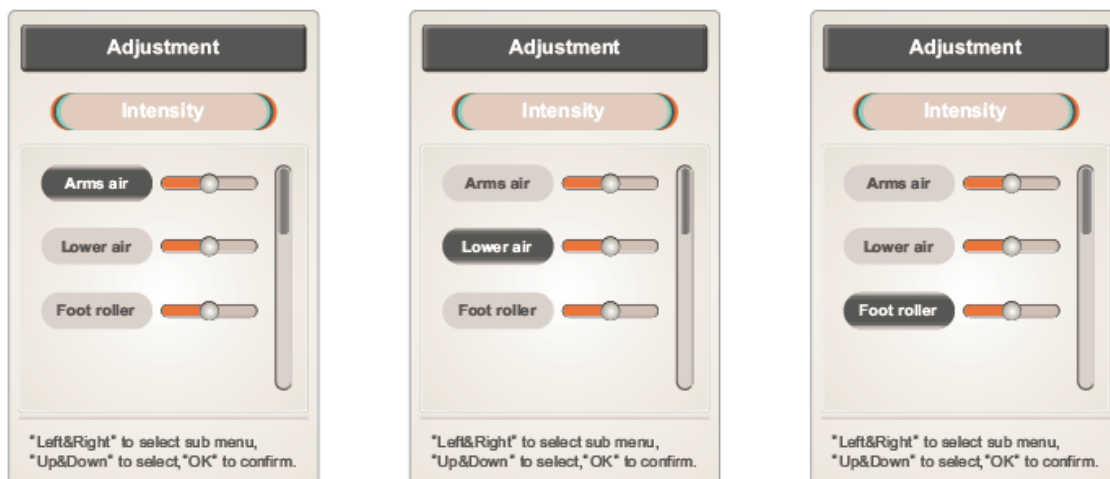 Adjustment
Intensity
Arms air
Lower air
Foot roller
"Left&Right" to select sub menu,
"Up&Down" to select,"OK" to confirm.
Adjustment
Intensity
Arms air
Lower air
Foot roller
"Left&Right" to select sub menu,
"Up&Down" to select,"OK" to confirm.
Adjustment
Intensity
Arms air
Lower air
Foot roller
"Left&Right" to select sub menu,
"Up&Down" to select,"OK" to confirm.